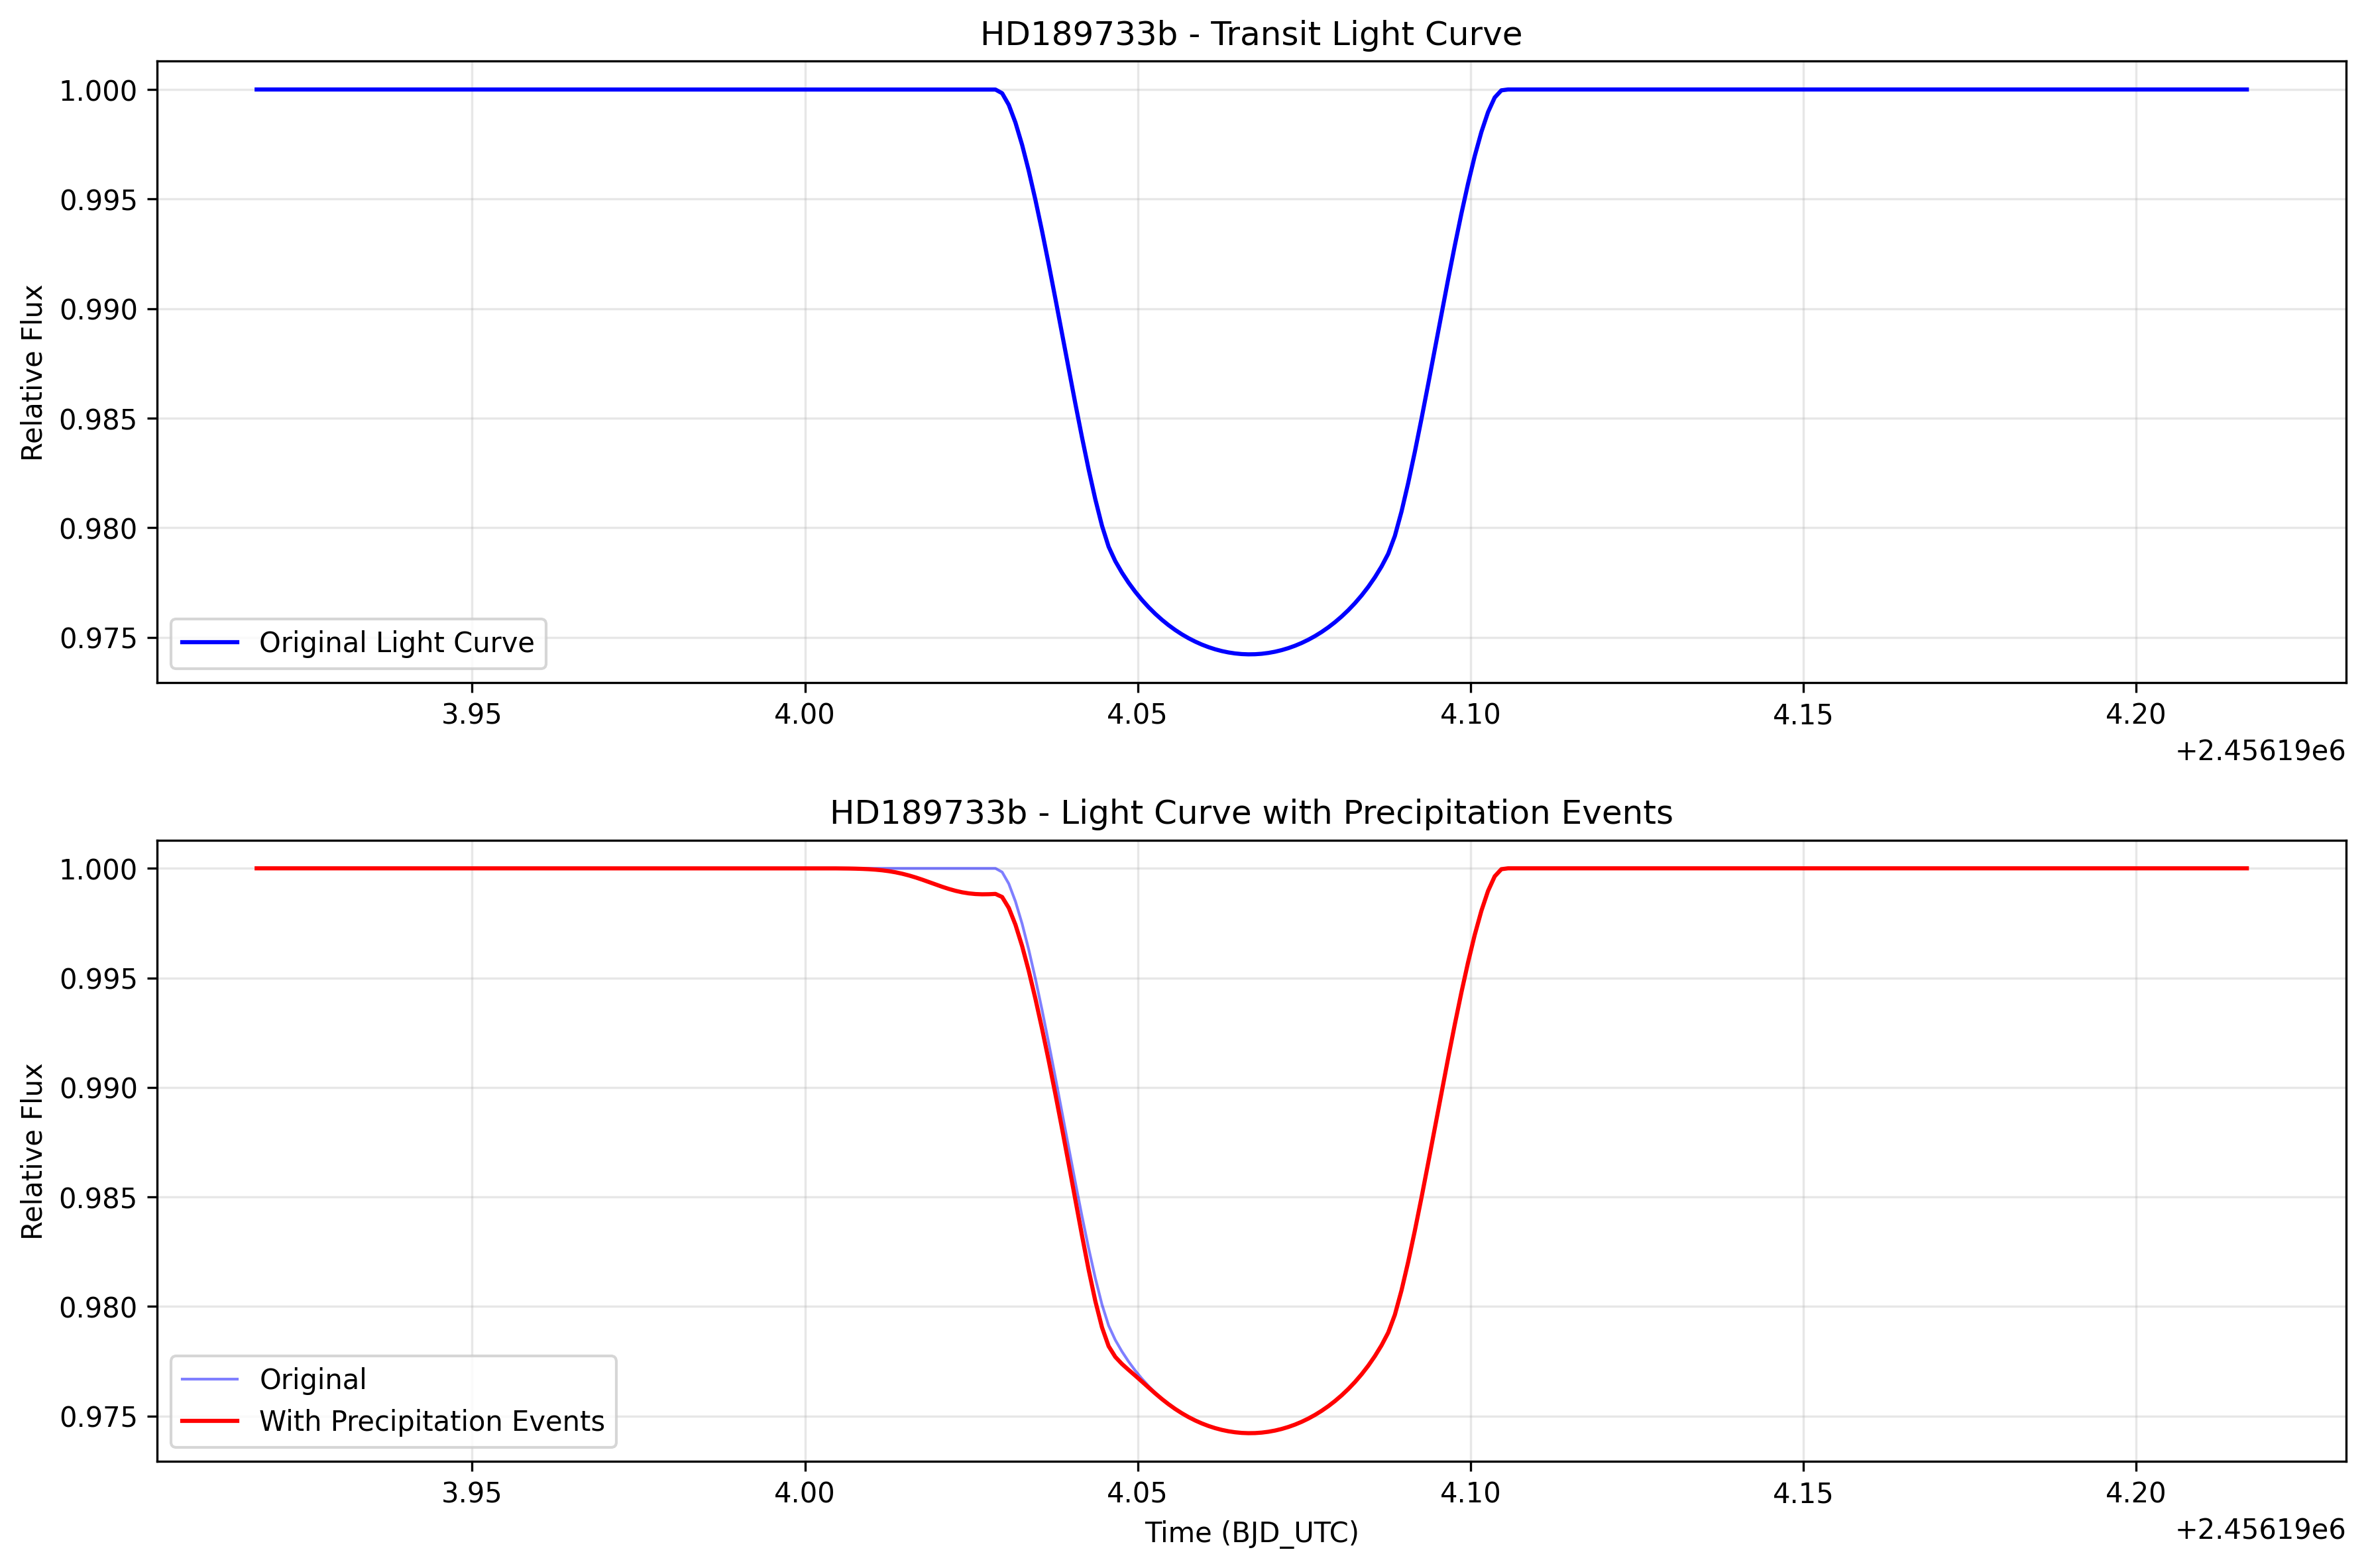 HD189733b - Transit Light Curve
Relative Flux
1.000
0.995
0.990
0.985
0.980
0.975
Original Light Curve
3.95 4.00 4.05 4.10 4.15 4.20
+2.45619e6
HD189733b - Light Curve with Precipitation Events
Relative Flux
1.000
0.995
0.990
0.985
0.980
0.975
Original
With Precipitation Events
3.95 4.00 4.05 4.10 4.15 4.20
Time (BJD_UTC)
+2.45619e6